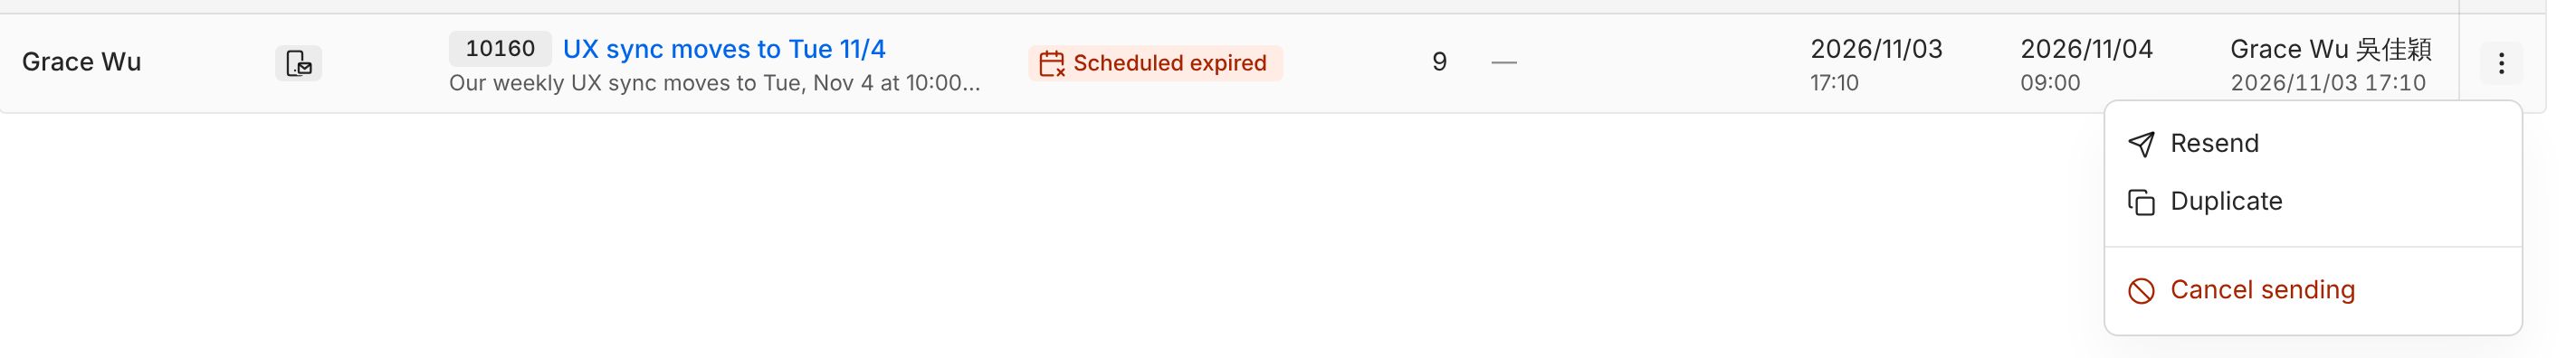 Grace Wu
10160 UX sync moves to Tue 11/4
Our weekly UX sync moves to Tue, Nov 4 at 10:00...
Scheduled expired
9
—
2026/11/03
17:10
2026/11/04
09:00
Grace Wu 吳佳穎
2026/11/03 17:10
Resend
Duplicate
Cancel sending